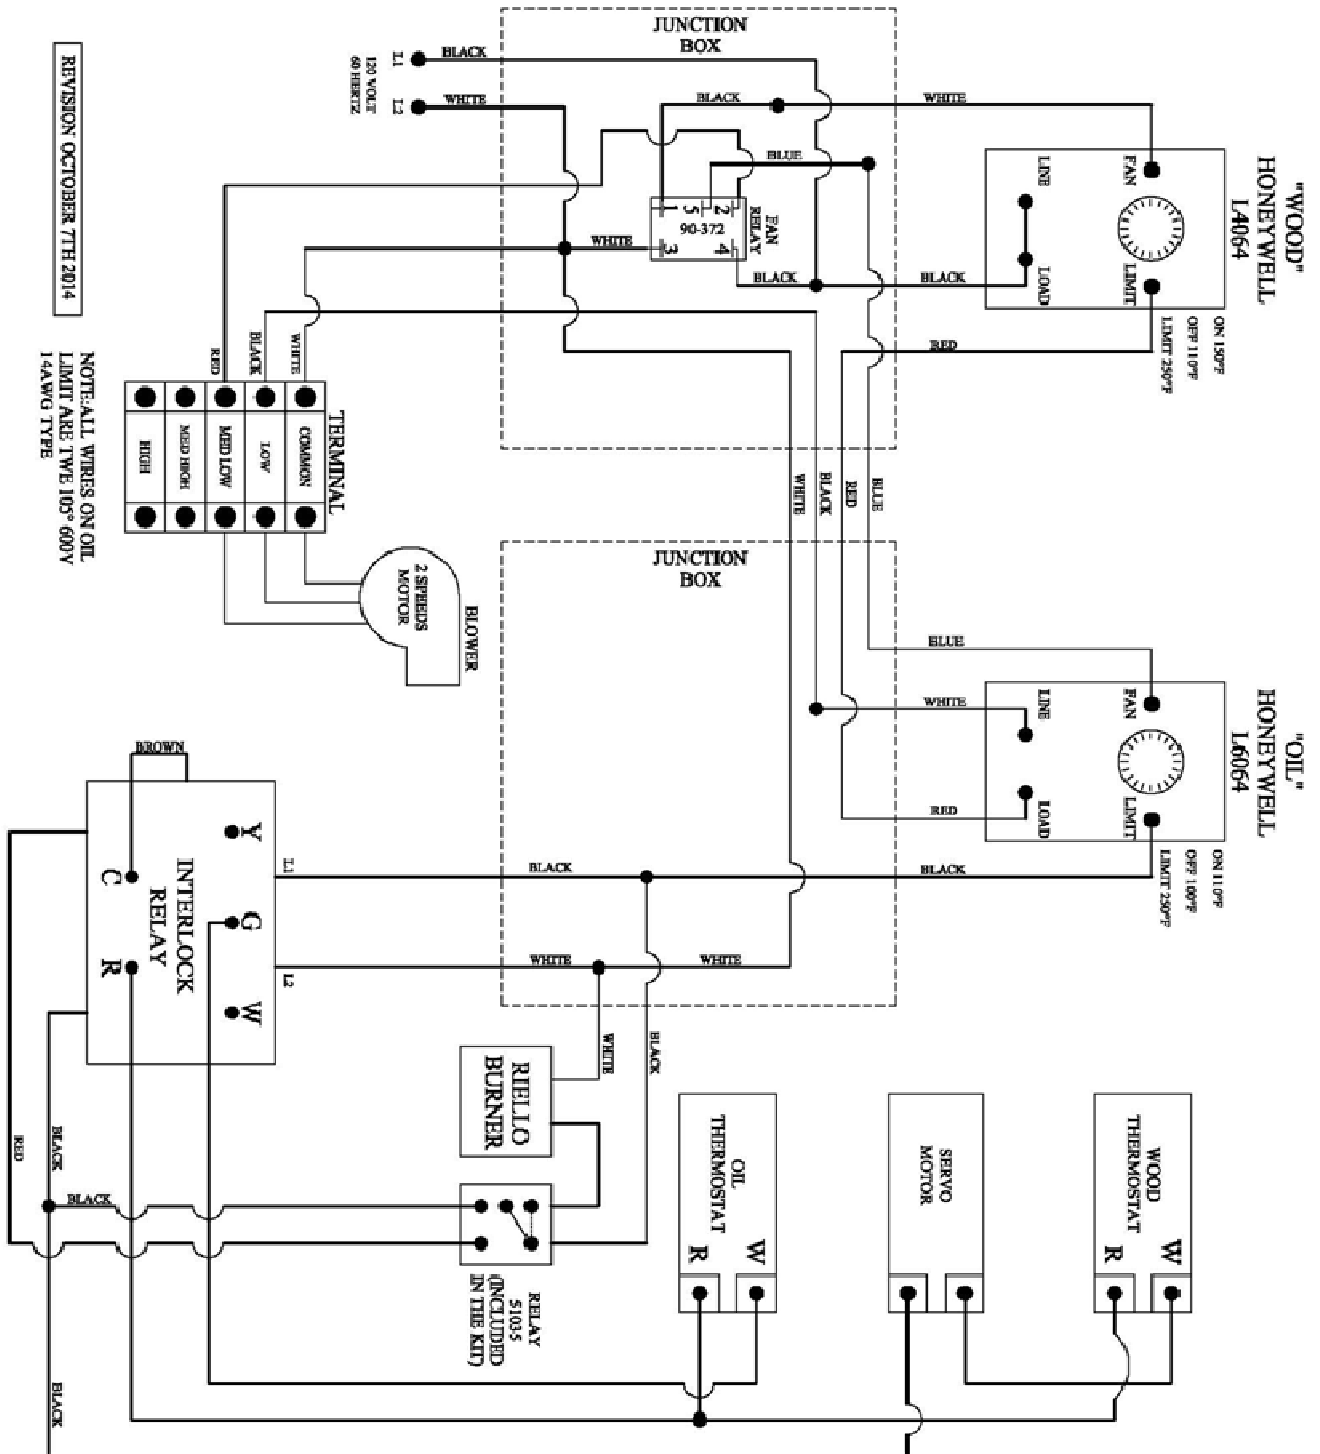 JUNCTION
BOX
L1
BLACK
L2
WHITE
120 VOLT
60 HERTZ
BLACK
WHITE
BLUE
1 5 2
90-372
3 4
FAN
RELAY
WHITE
BLACK
BLACK
RED
LINE
FAN
LOAD
LIMIT
"WOOD"
HONEYWELL
L4064
ON 150°F
OFF 110°F
LIMIT 250°F
REVISION OCTOBER 7TH 2014
NOTE:ALL WIRES ON OIL
LIMIT ARE TWE 105° 600V
14AWG TYPE
RED
BLACK
WHITE
TERMINAL
HIGH
MED HIGH
MED LOW
LOW
COMMON
2 SPEEDS
MOTOR
BLOWER
WHITE
BLACK
RED
BLUE
JUNCTION
BOX
BLUE
WHITE
RED
BLACK
LINE
FAN
LOAD
LIMIT
"OIL"
HONEYWELL
L6064
ON 110°F
OFF 100°F
LIMIT 250°F
BROWN
Y
C
G
R
W
INTERLOCK
RELAY
L1
BLACK
L2
WHITE
WHITE
WHITE
BLACK
RIELLO
BURNER
RED
BLACK
BLACK
RELAY
S103-5
(INCLUDED
IN THE KIT)
OIL
THERMOSTAT
R
W
SERVO
MOTOR
WOOD
THERMOSTAT
R
W
BLACK